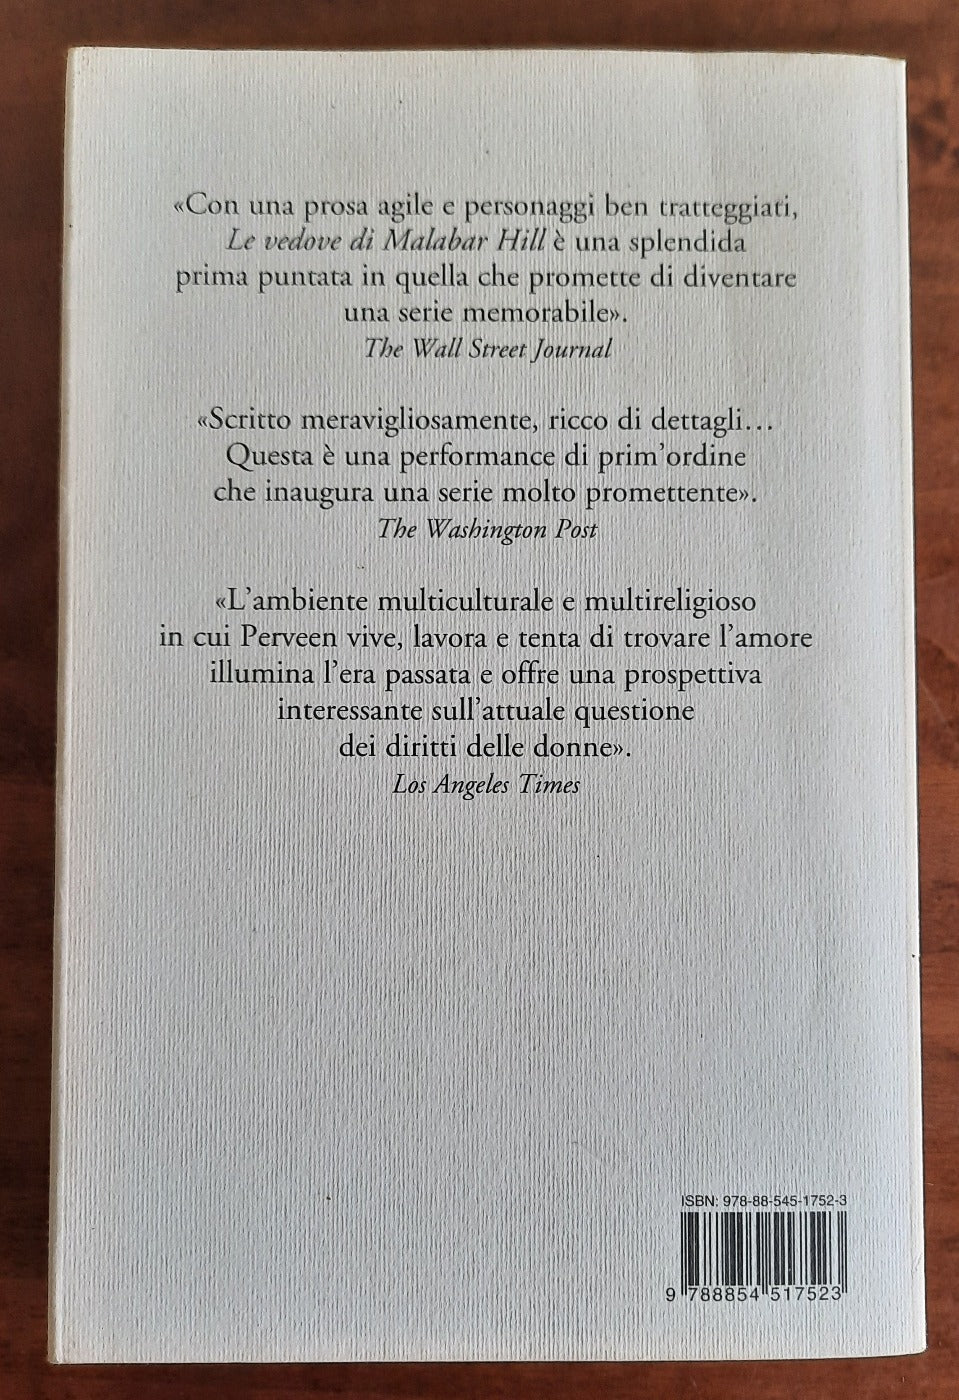 «Con una prosa agile e personaggi ben tratteggiati,
Le vedove di Malabar Hill è una splendida
prima puntata in quella che promette di diventare
una serie memorabile».
The Wall Street Journal
«Scritto meravigliosamente, ricco di dettagli…
Questa è una performance di prim'ordine
che inaugura una serie molto promettente».
The Washington Post
«L'ambiente multiculturale e multireligioso
in cui Perveen vive, lavora e tenta di trovare l'amore
illumina l'era passata e offre una prospettiva
interessante sull'attuale questione
dei diritti delle donne».
Los Angeles Times
ISBN: 978-88-545-1752-3
9 788854 517523